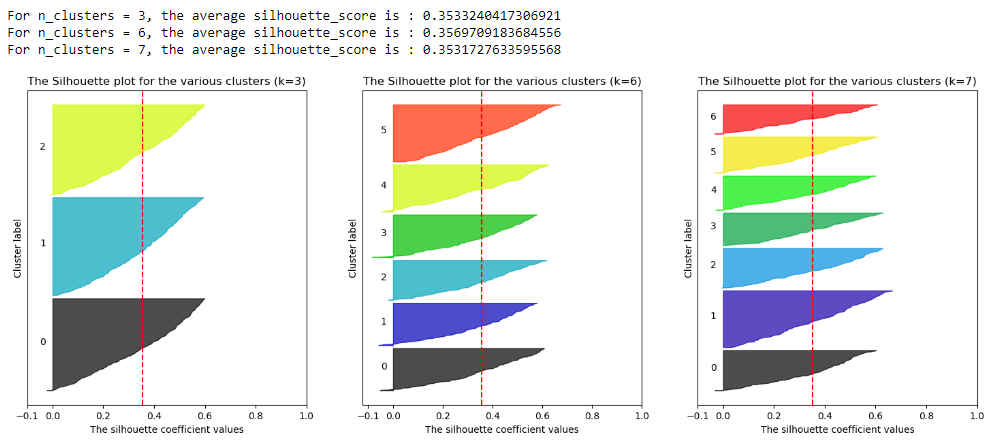 For n_clusters = 3, the average silhouette_score is : 0.3533240417306921
For n_clusters = 6, the average silhouette_score is : 0.3569709183684556
For n_clusters = 7, the average silhouette_score is : 0.3531727633595568
The Silhouette plot for the various clusters (k=3)
Cluster label
2
1
0
−0.1 0.0 0.2 0.4 0.6 0.8 1.0
The silhouette coefficient values
The Silhouette plot for the various clusters (k=6)
Cluster label
5
4
3
2
1
0
−0.1 0.0 0.2 0.4 0.6 0.8 1.0
The silhouette coefficient values
The Silhouette plot for the various clusters (k=7)
Cluster label
6
5
4
3
2
1
0
−0.1 0.0 0.2 0.4 0.6 0.8 1.0
The silhouette coefficient values